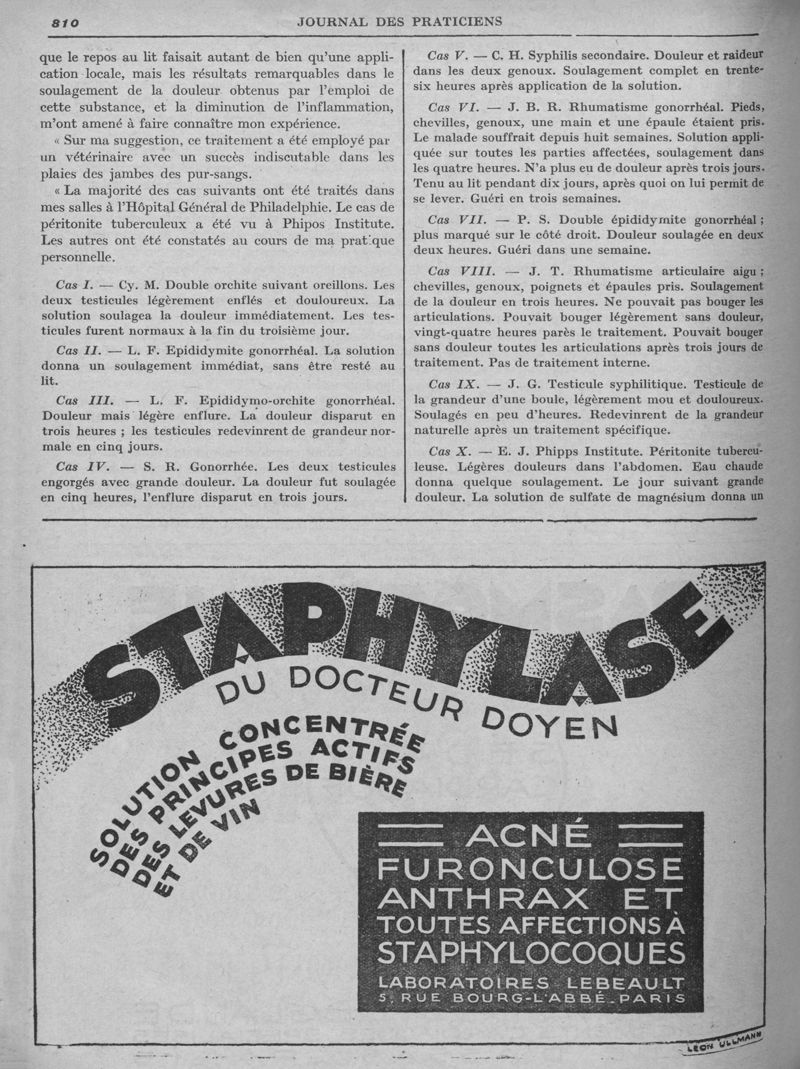 810
JOURNAL DES PRATICIENS
que le repos au lit faisait autant de bien qu'une appli-
cation locale, mais les résultats remarquables dans le
soulagement de la douleur obtenus par l'emploi de
cette substance, et la diminution de l'inflammation,
m'ont amené à faire connaître mon expérience.
« Sur ma suggestion, ce traitement a été employé par
un vétérinaire avec un succès indiscutable dans les
plaies des jambes des pur-sangs.
« La majorité des cas suivants ont été traités dans
mes salles à l'Hôpital Général de Philadelphie. Le cas de
péritonite tuberculeux a été vu à Phipos Institute.
Les autres ont été constatés au cours de ma pratique
personnelle.
Cas I. — Cy. M. Double orchite suivant oreillons. Les
deux testicules légèrement enflés et douloureux. La
solution soulagea la douleur immédiatement. Les tes-
ticules furent normaux à la fin du troisième jour.
Cas II. — L. F. Epididymite gonorrhéal. La solution
donna un soulagement immédiat, sans être resté au
lit.
Cas III. — L. F. Epididymo-orchite gonorrhéal.
Douleur mais légère enflure. La douleur disparut en
trois heures ; les testicules redevinrent de grandeur nor-
male en cinq jours.
Cas IV. — S. R. Gonorrhée. Les deux testicules
engorgés avec grande douleur. La douleur fut soulagée
en cinq heures, l'enflure disparut en trois jours.
Cas V. — C. H. Syphilis secondaire. Douleur et raideur
dans les deux genoux. Soulagement complet en trente-
six heures après application de la solution.
Cas VI. — J. B. R. Rhumatisme gonorrhéal. Pieds,
chevilles, genoux, une main et une épaule étaient pris.
Le malade souffrait depuis huit semaines. Solution appli-
quée sur toutes les parties affectées, soulagement dans
les quatre heures. N'a plus eu de douleur après trois jours.
Tenu au lit pendant dix jours, après quoi on lui permit de
se lever. Guéri en trois semaines.
Cas VII. — P. S. Double épididymite gonorrhéal ;
plus marqué sur le côté droit. Douleur soulagée en deux
deux heures. Guéri dans une semaine.
Cas VIII. — J. T. Rhumatisme articulaire aigu ;
chevilles, genoux, poignets et épaules pris. Soulagement
de la douleur en trois heures. Ne pouvait pas bouger les
articulations. Pouvait bouger légèrement sans douleur,
vingt-quatre heures parès le traitement. Pouvait bouger
sans douleur toutes les articulations après trois jours de
traitement. Pas de traitement interne.
Cas IX. — J. G. Testicule syphilitique. Testicule de
la grandeur d'une boule, légèrement mou et douloureux.
Soulagés en peu d'heures. Redevinrent de la grandeur
naturelle après un traitement spécifique.
Cas X. — E. J. Phipps Institute. Péritonite tubercu-
leuse. Légères douleurs dans l'abdomen. Eau chaude
donna quelque soulagement. Le jour suivant grande
douleur. La solution de sulfate de magnésium donna un
STAPHYLASE
DU DOCTEUR DOYEN
SOLUTION CONCENTRÉE
DES PRINCIPES ACTIFS
DES LEVURES DE BIÈRE
ET DE VIN
ACNÉ
FURONCULOSE
ANTHRAX ET
TOUTES AFFECTIONS À
STAPHYLOCOQUES
LABORATOIRES LEBEAULT
5, RUE BOURG-L'ABBÉ_PARIS
LEON ULLMANN